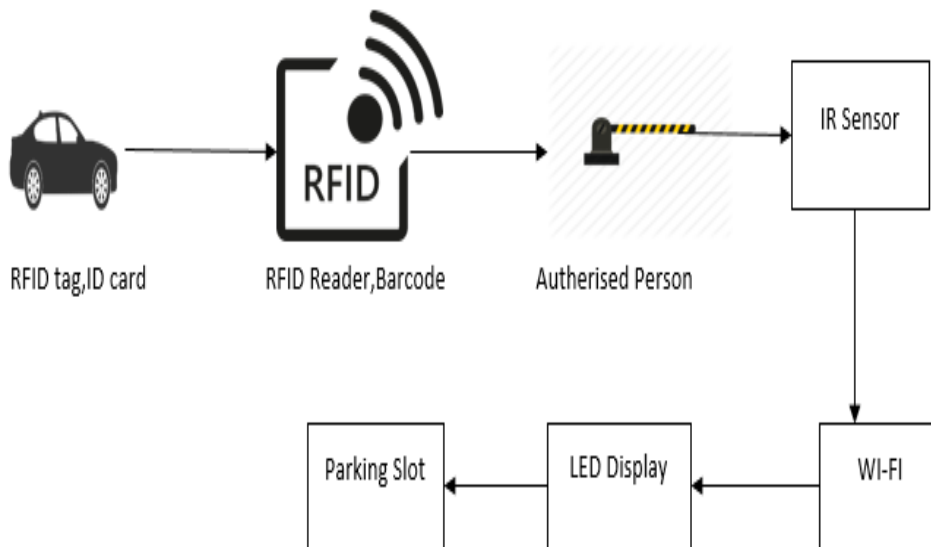 IR Sensor
RFID
RFID tag,ID card
RFID Reader,Barcode
Autherised Person
Parking Slot
LED Display
WI-FI